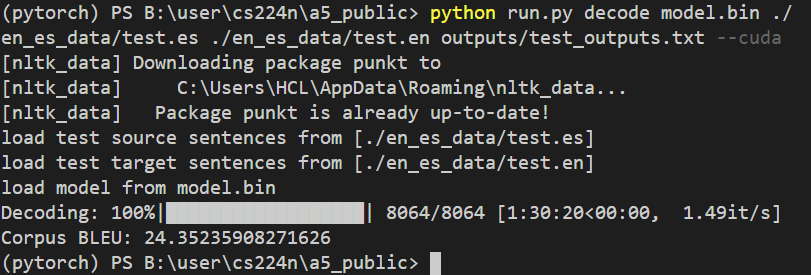 (pytorch) PS B:\user\cs224n\a5_public> python run.py decode model.bin ./
en_es_data/test.es ./en_es_data/test.en outputs/test_outputs.txt --cuda
[nltk_data] Downloading package punkt to
[nltk_data]     C:\Users\HCL\AppData\Roaming\nltk_data...
[nltk_data]   Package punkt is already up-to-date!
load test source sentences from [./en_es_data/test.es]
load test target sentences from [./en_es_data/test.en]
load model from model.bin
Decoding: 100%|██████████████████| 8064/8064 [1:30:20<00:00,  1.49it/s]
Corpus BLEU: 24.35235908271626
(pytorch) PS B:\user\cs224n\a5_public>